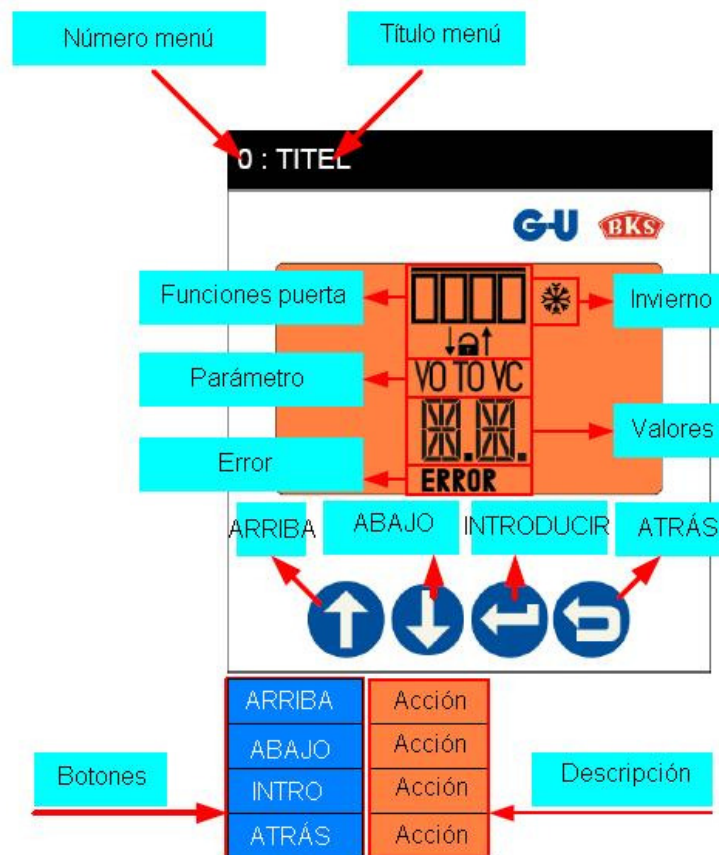 Número menú
Título menú
0 : TITEL
G-U BKS
Funciones puerta
Invierno
Parámetro
VO TO VC
Valores
Error
ERROR
ARRIBA
ABAJO
INTRODUCIR
ATRÁS
ARRIBA Acción
ABAJO Acción
Botones
Descripción
INTRO Acción
ATRÁS Acción